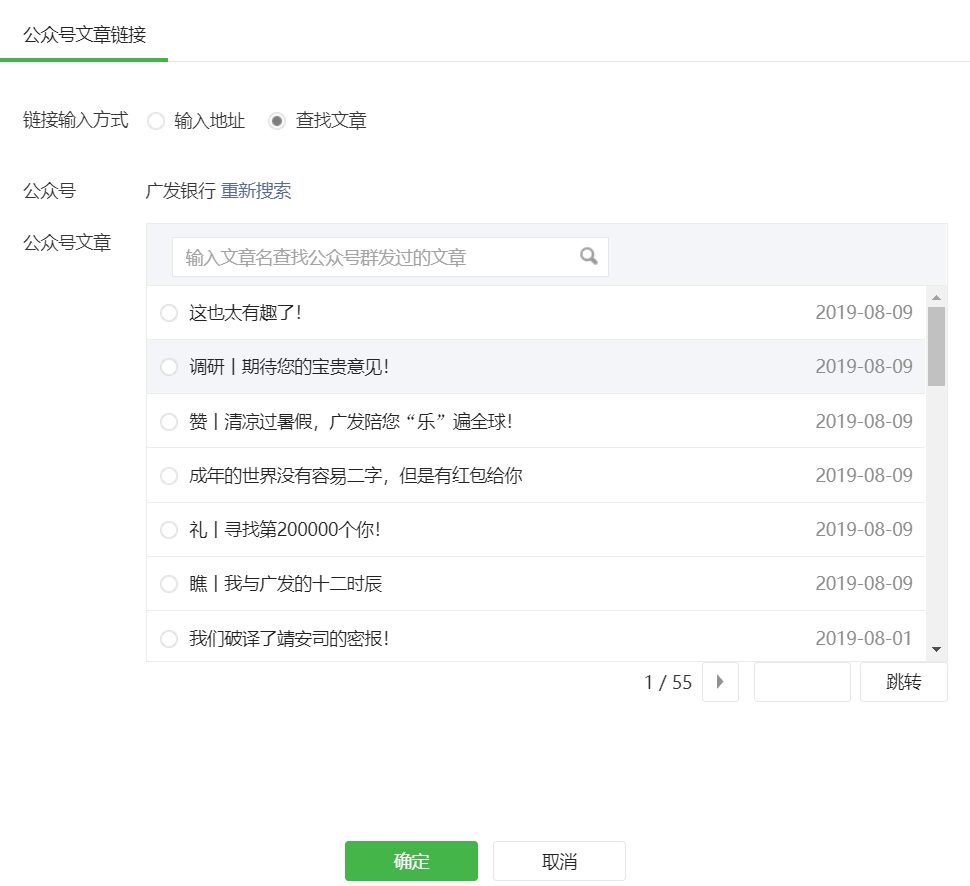 公众号文章链接
链接输入方式 输入地址 查找文章
公众号 广发银行 重新搜索
公众号文章
输入文章名查找公众号群发过的文章
这也太有趣了! 2019-08-09
调研丨期待您的宝贵意见! 2019-08-09
赞丨清凉过暑假，广发陪您“乐”遍全球! 2019-08-09
成年的世界没有容易二字，但是有红包给你 2019-08-09
礼丨寻找第200000个你! 2019-08-09
瞧丨我与广发的十二时辰 2019-08-09
我们破译了靖安司的密报! 2019-08-01
1 / 55 跳转
确定 取消